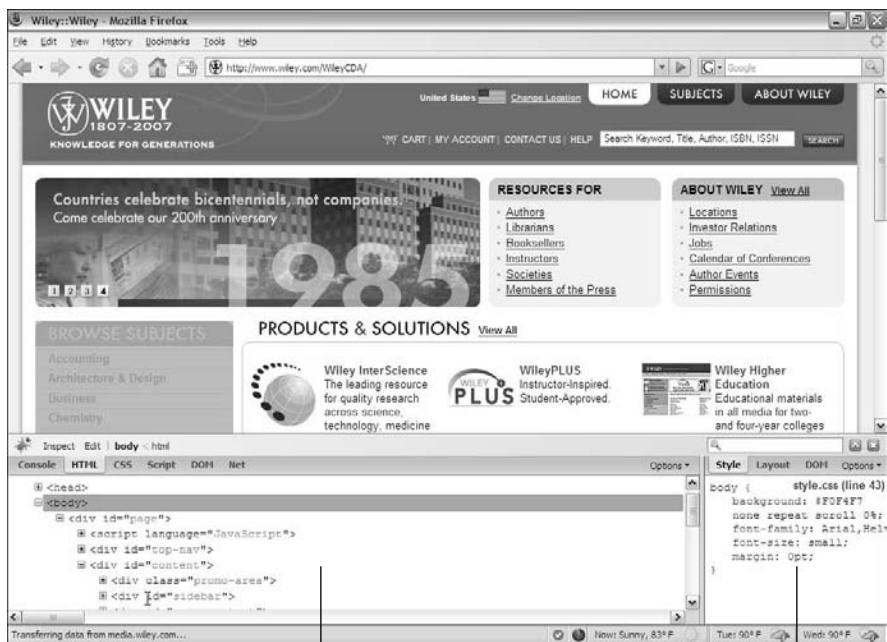 Wiley::Wiley - Mozilla Firefox
File Edit View History Bookmarks Tools Help
http://www.wiley.com/WileyCDA/
Google
WILEY
1807-2007
KNOWLEDGE FOR GENERATIONS
United States Change Location HOME SUBJECTS ABOUT WILEY
CART | MY ACCOUNT | CONTACT US | HELP Search Keyword, Title, Author, ISBN, ISSN SEARCH
Countries celebrate bicentennials, not companies.
Come celebrate our 200th anniversary
1985
1 2 3 4
RESOURCES FOR
Authors
Librarians
Booksellers
Instructors
Societies
Members of the Press
ABOUT WILEY View All
Locations
Investor Relations
Jobs
Calendar of Conferences
Author Events
Permissions
BROWSE SUBJECTS
Accounting
Architecture & Design
Business
Chemistry
PRODUCTS & SOLUTIONS View All
Wiley InterScience
The leading resource
for quality research
across science,
technology, medicine
WILEY
PLUS
WileyPLUS
Instructor-Inspired.
Student-Approved.
Wiley Higher
Education
Educational materials
in all media for two-
and four-year colleges
Inspect Edit | body < html
Console HTML CSS Script DOM Net Options
<head>
<body>
<div id="page">
<script language="JavaScript">
<div id="top-nav">
<div id="content">
<div class="promo-area">
<div id="sidebar">
Style Layout DOM Options
body { style.css (line 43)
background: #F0F4F7
none repeat scroll 0%;
font-family: Arial,Helv
font-size: small;
margin: 0pt;
}
Transferring data from media.wiley.com... Now: Sunny, 83° F Tue: 90° F Wed: 90° F